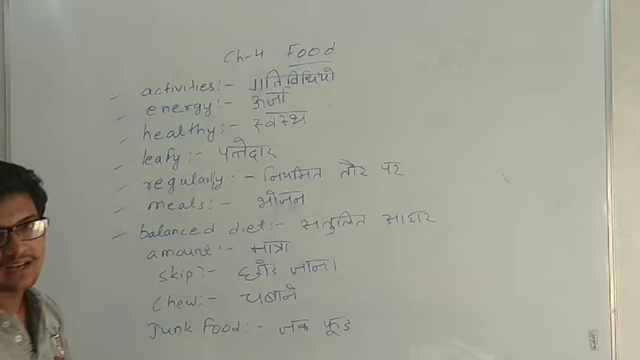 Ch-4 Food
activities:- गतिविधियो
energy:- ऊर्जा
healthy:- स्वस्थ
leafy:- पत्तेदार
regularly:- नियमित तौर पर
meals:- भोजन
balanced diet:- सतुलित आहार
amount:- मात्रा
skip:- छोड़ जाना
Chew:- चबाने
Junk Food:- जंक फूड